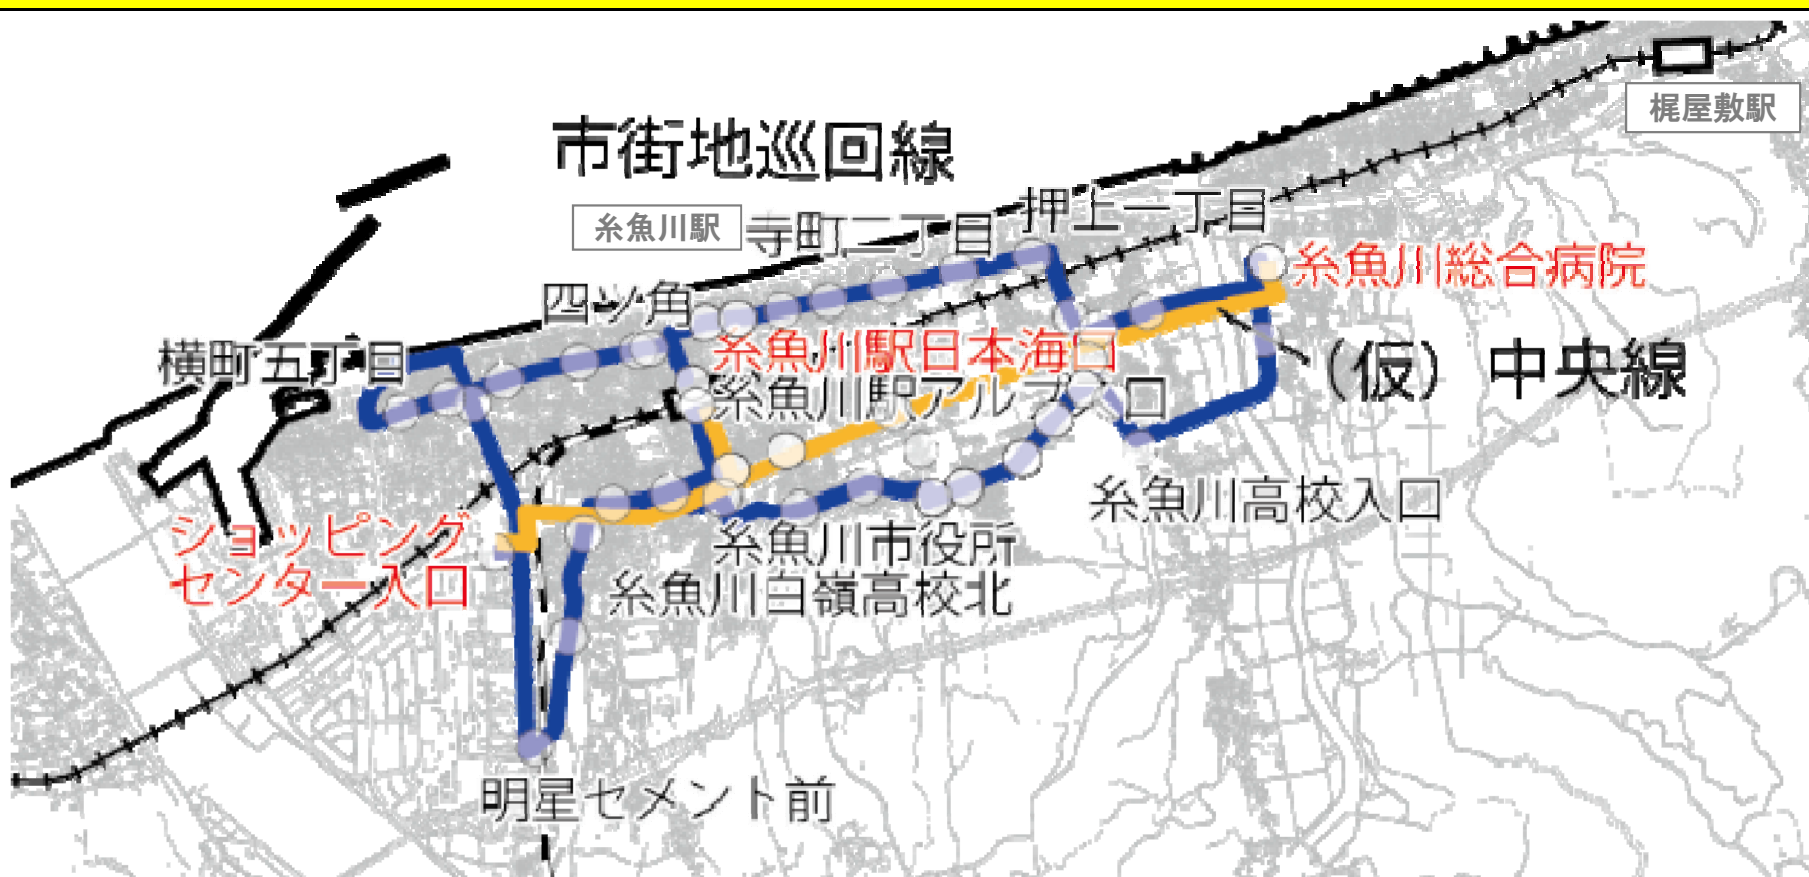 梶屋敷駅
市街地巡回線
糸魚川駅
寺町二丁目
押上一丁目
糸魚川総合病院
四ツ角
横町五丁目
糸魚川駅日本海口
(仮)中央線
糸魚川駅アルプス口
糸魚川高校入口
ショッピング
センター入口
糸魚川市役所
糸魚川白嶺高校北
明星セメント前